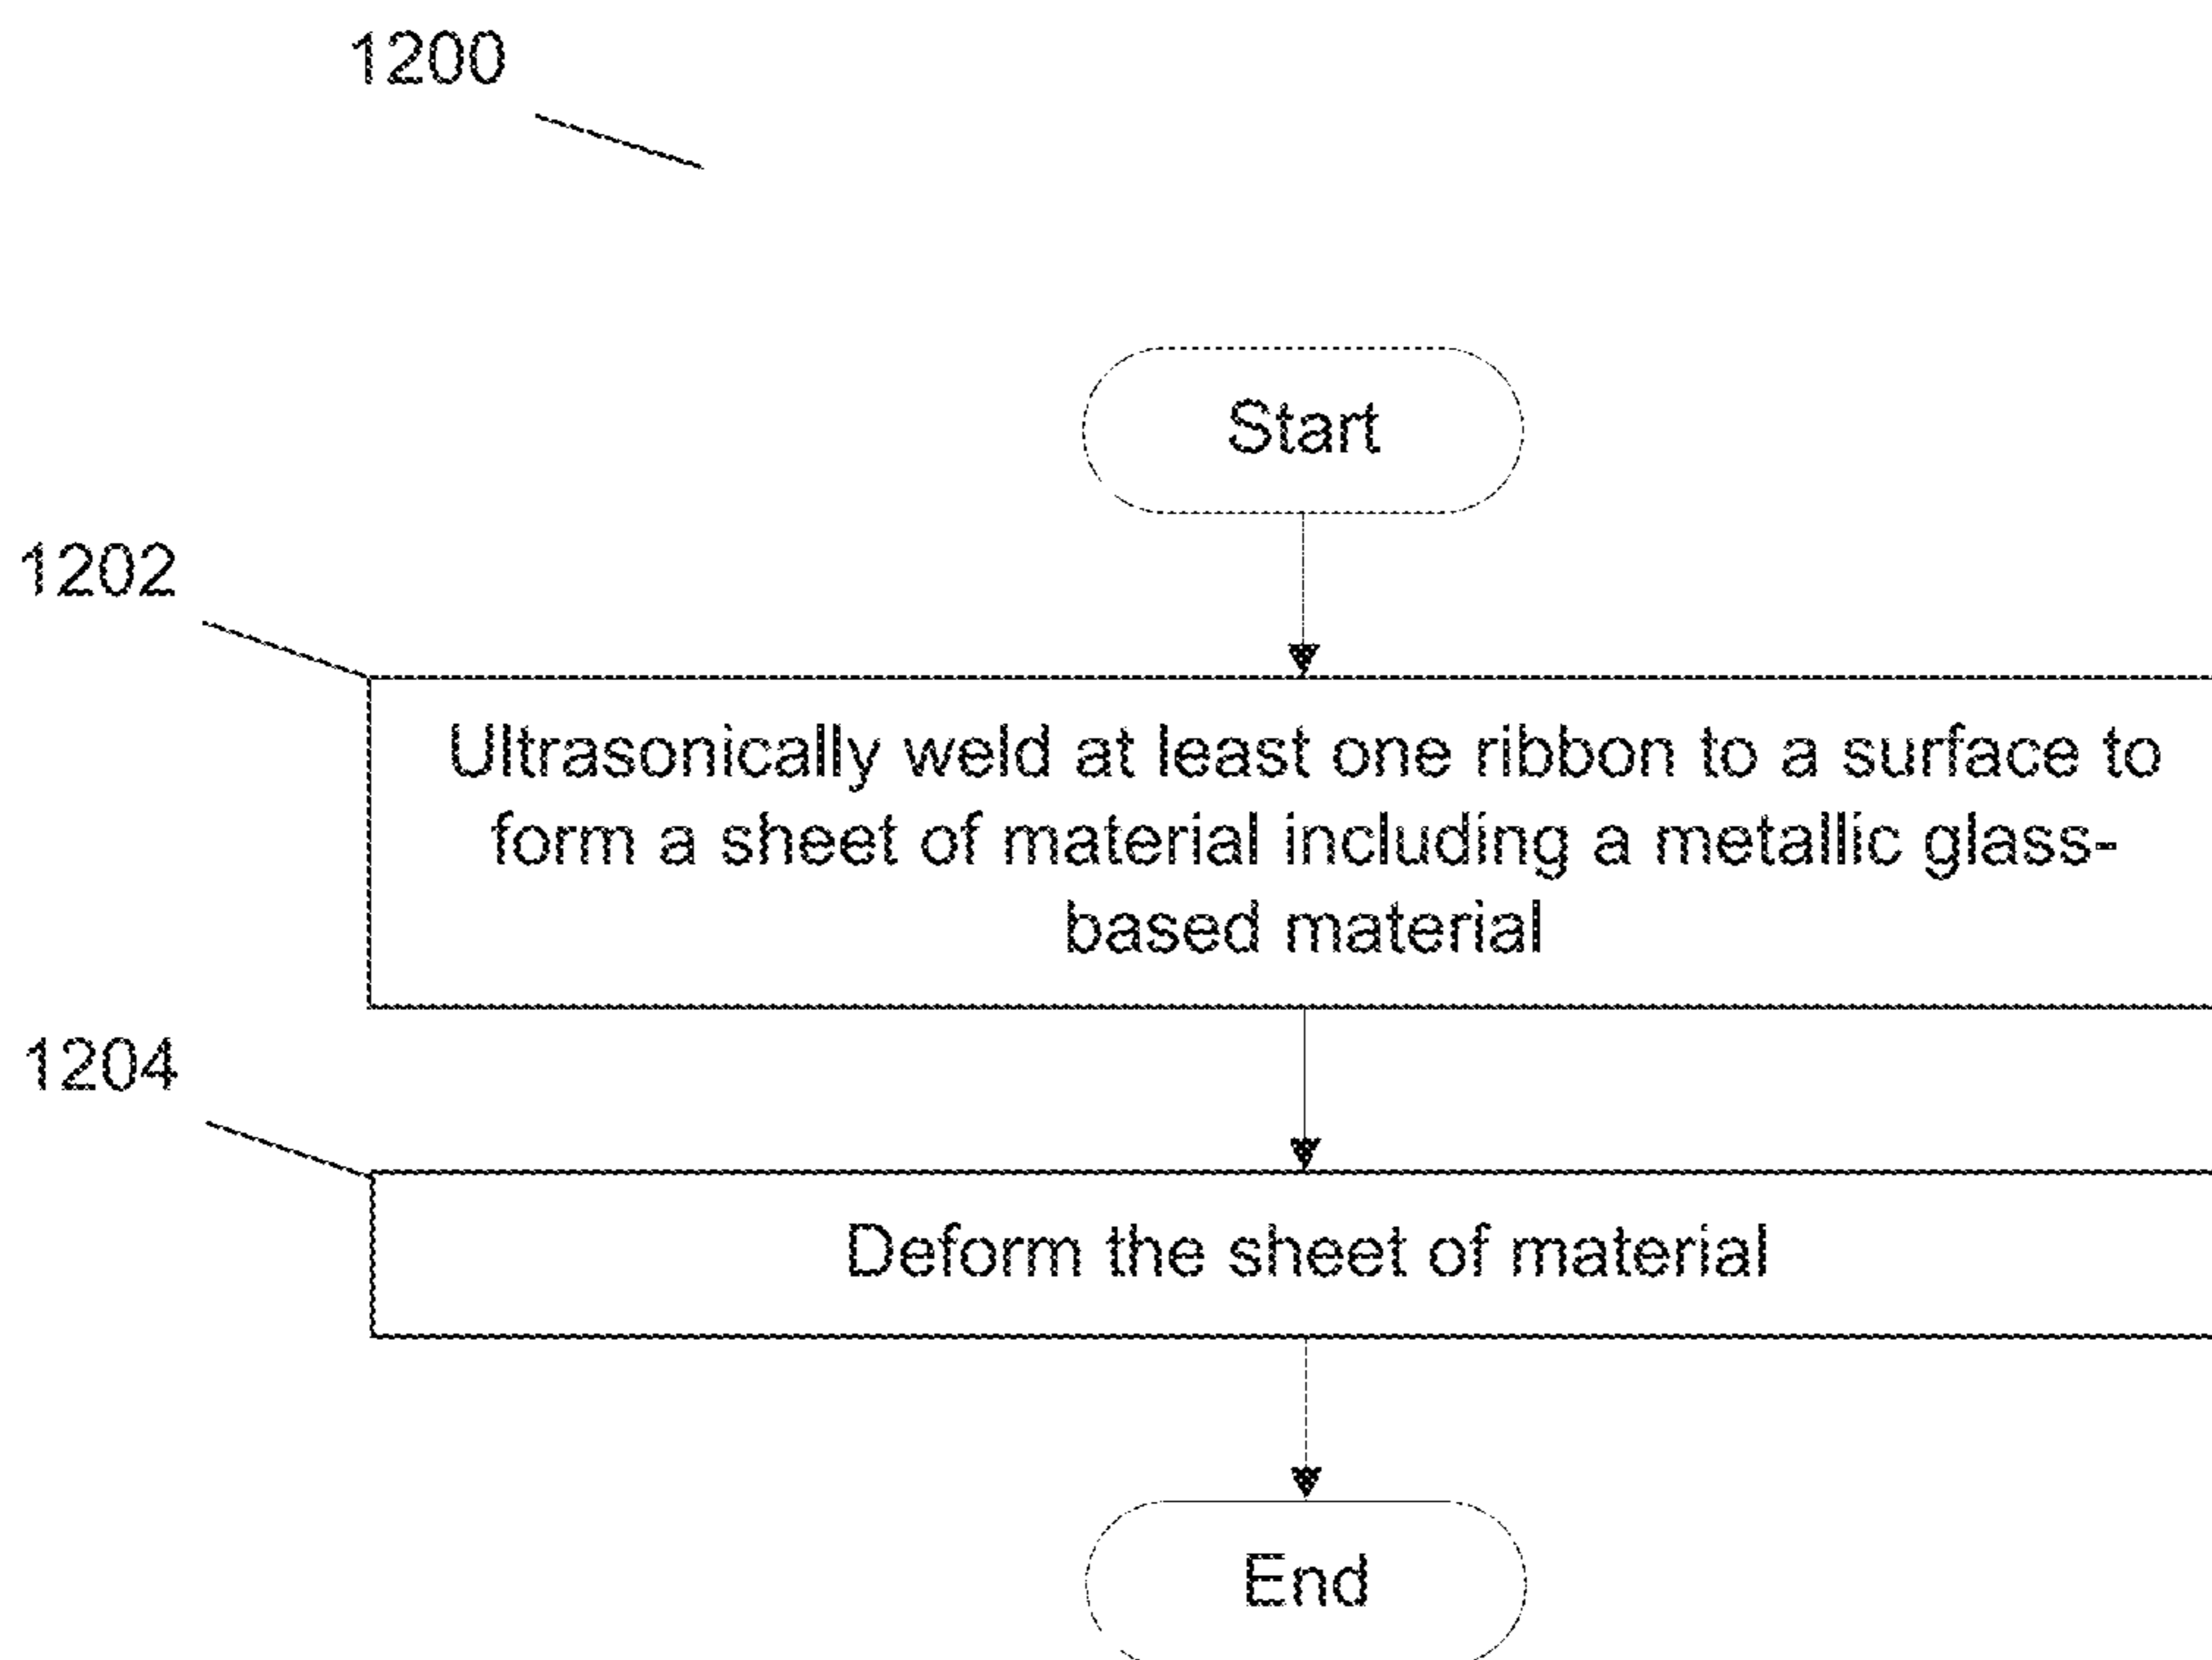 1200
Start
1202
Ultrasonically weld at least one ribbon to a surface to
form a sheet of material including a metallic glass-
based material
1204
Deform the sheet of material
End